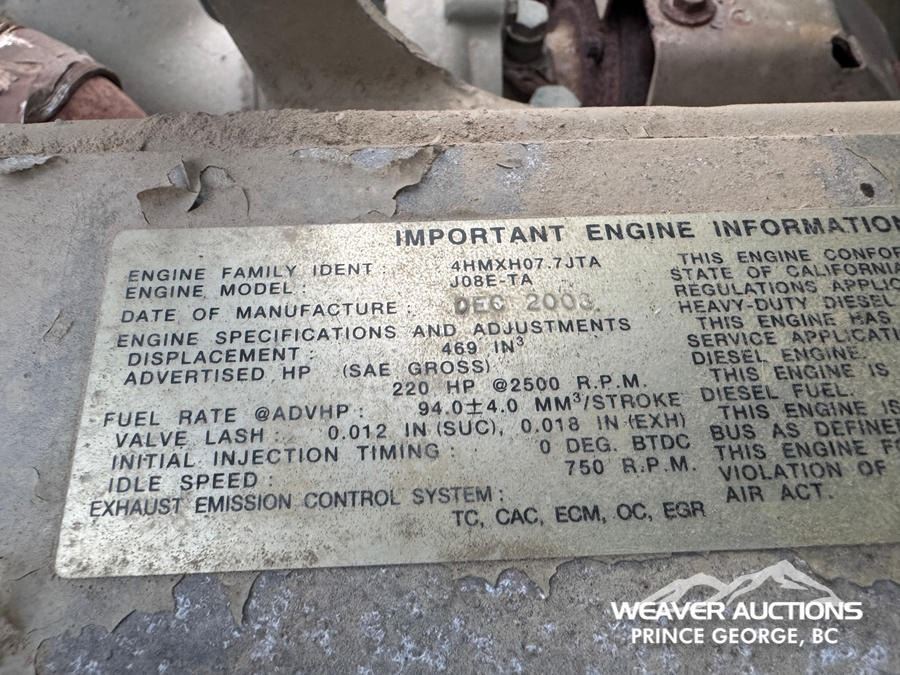 IMPORTANT ENGINE INFORMATION
ENGINE FAMILY IDENT : 4HMXH07.7JTA
ENGINE MODEL : J08E-TA
DATE OF MANUFACTURE : DEC 2003
ENGINE SPECIFICATIONS AND ADJUSTMENTS
DISPLACEMENT : 469 IN³
ADVERTISED HP (SAE GROSS)
220 HP @2500 R.P.M.
FUEL RATE @ADVHP : 94.0±4.0 MM³/STROKE
VALVE LASH : 0.012 IN (SUC), 0.018 IN (EXH)
INITIAL INJECTION TIMING : 0 DEG. BTDC
IDLE SPEED : 750 R.P.M.
EXHAUST EMISSION CONTROL SYSTEM :
TC, CAC, ECM, OC, EGR
THIS ENGINE CONFOR
STATE OF CALIFORNIA
REGULATIONS APPLIC
HEAVY-DUTY DIESEL
THIS ENGINE HAS
SERVICE APPLICATI
DIESEL ENGINE.
THIS ENGINE IS
DIESEL FUEL.
THIS ENGINE IS
BUS AS DEFINE
THIS ENGINE FO
VIOLATION OF
AIR ACT.
WEAVER AUCTIONS
PRINCE GEORGE, BC